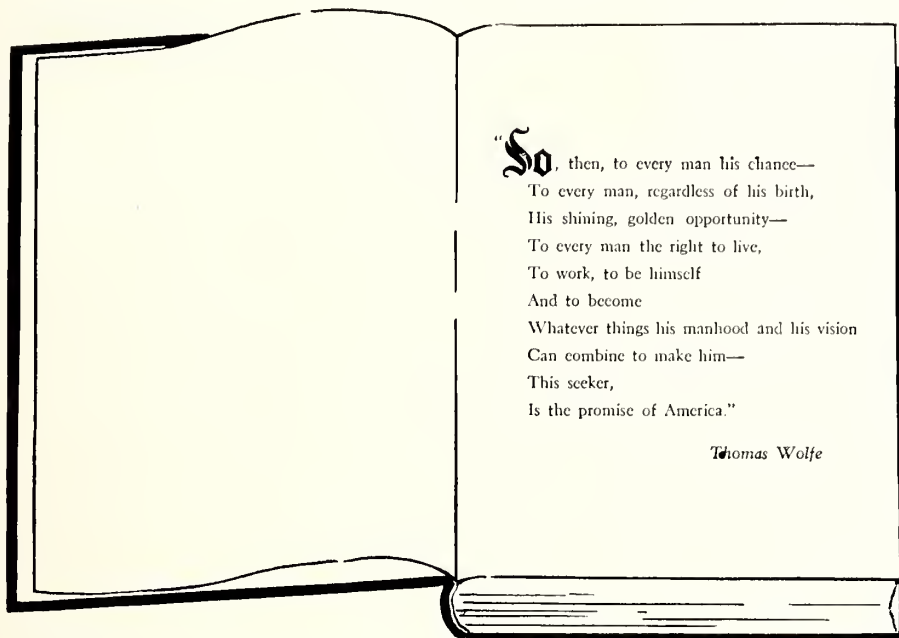 "So, then, to every man his chance—
To every man, regardless of his birth,
His shining, golden opportunity—
To every man the right to live,
To work, to be himself
And to become
Whatever things his manhood and his vision
Can combine to make him—
This seeker,
Is the promise of America."
Thomas Wolfe